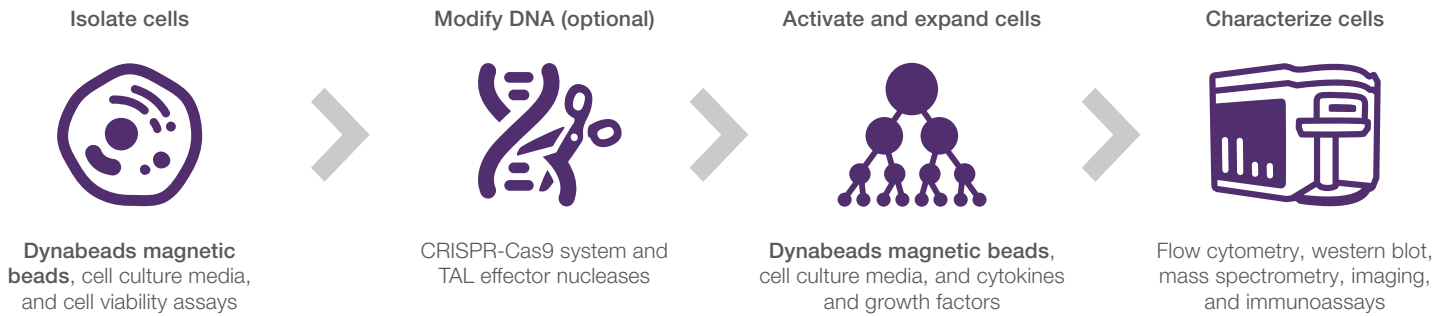 Isolate cells
Modify DNA (optional)
Activate and expand cells
Characterize cells
Dynabeads magnetic
beads, cell culture media,
and cell viability assays
CRISPR-Cas9 system and
TAL effector nucleases
Dynabeads magnetic beads,
cell culture media, and cytokines
and growth factors
Flow cytometry, western blot,
mass spectrometry, imaging,
and immunoassays